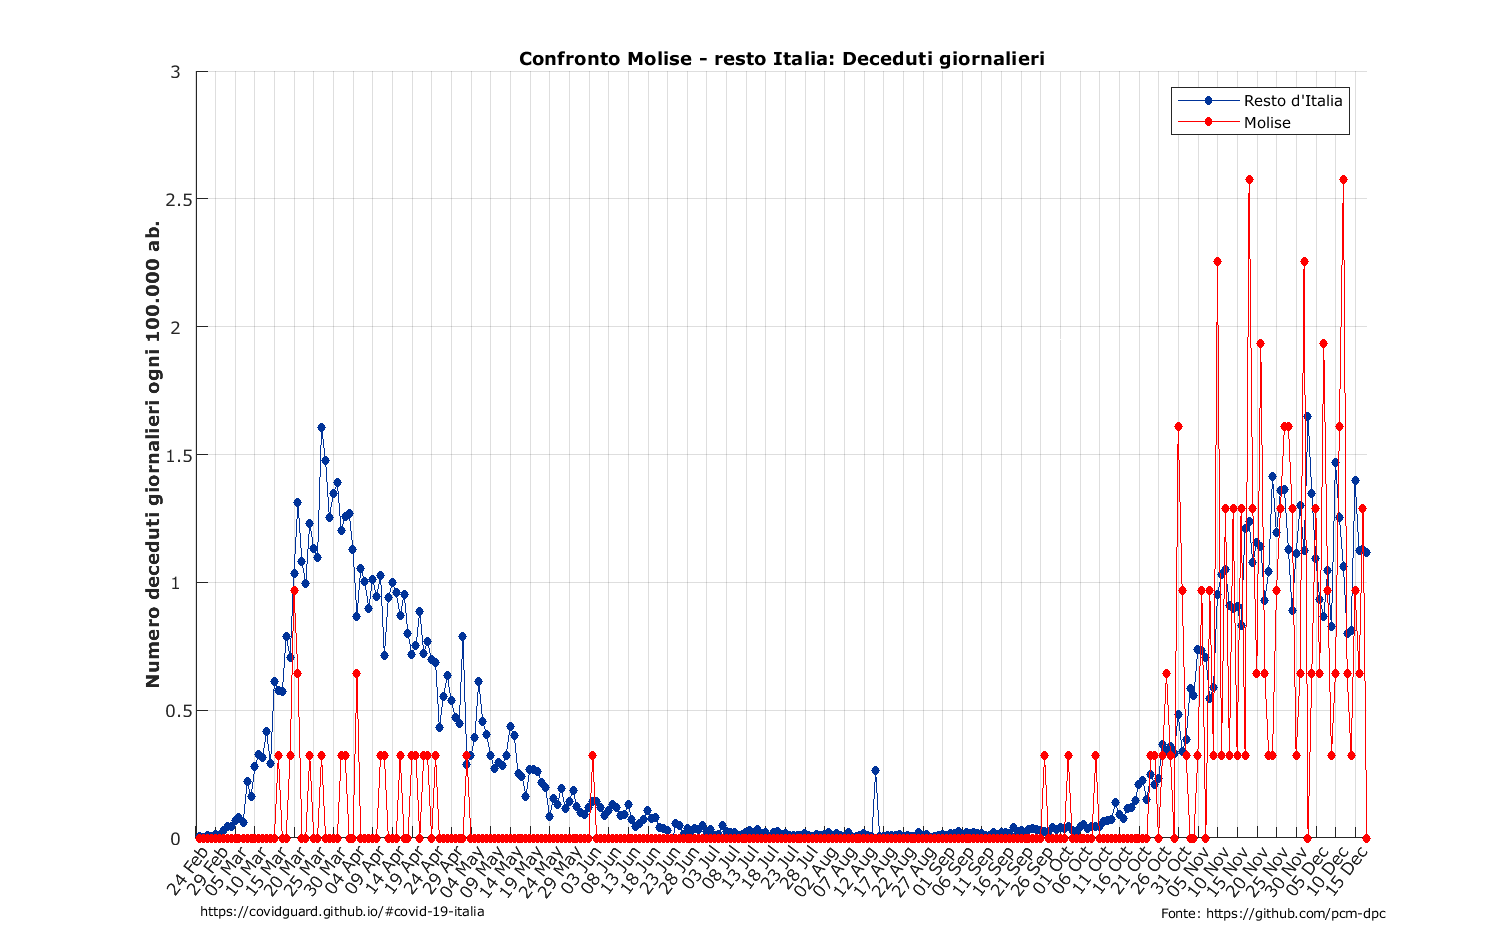 Confronto Molise - resto Italia: Deceduti giornalieri
Resto d'Italia
Molise
Numero deceduti giornalieri ogni 100.000 ab.
3
2.5
2
1.5
1
0.5
0
24 Feb
29 Feb
05 Mar
10 Mar
15 Mar
20 Mar
25 Mar
30 Mar
04 Apr
09 Apr
14 Apr
19 Apr
24 Apr
29 Apr
04 May
09 May
14 May
19 May
24 May
29 May
03 Jun
08 Jun
13 Jun
18 Jun
23 Jun
28 Jun
03 Jul
08 Jul
13 Jul
18 Jul
23 Jul
28 Jul
02 Aug
07 Aug
12 Aug
17 Aug
22 Aug
27 Aug
01 Sep
06 Sep
11 Sep
16 Sep
21 Sep
26 Sep
01 Oct
06 Oct
11 Oct
16 Oct
21 Oct
26 Oct
31 Oct
05 Nov
10 Nov
15 Nov
20 Nov
25 Nov
30 Nov
05 Dec
10 Dec
15 Dec
https://covidguard.github.io/#covid-19-italia
Fonte: https://github.com/pcm-dpc